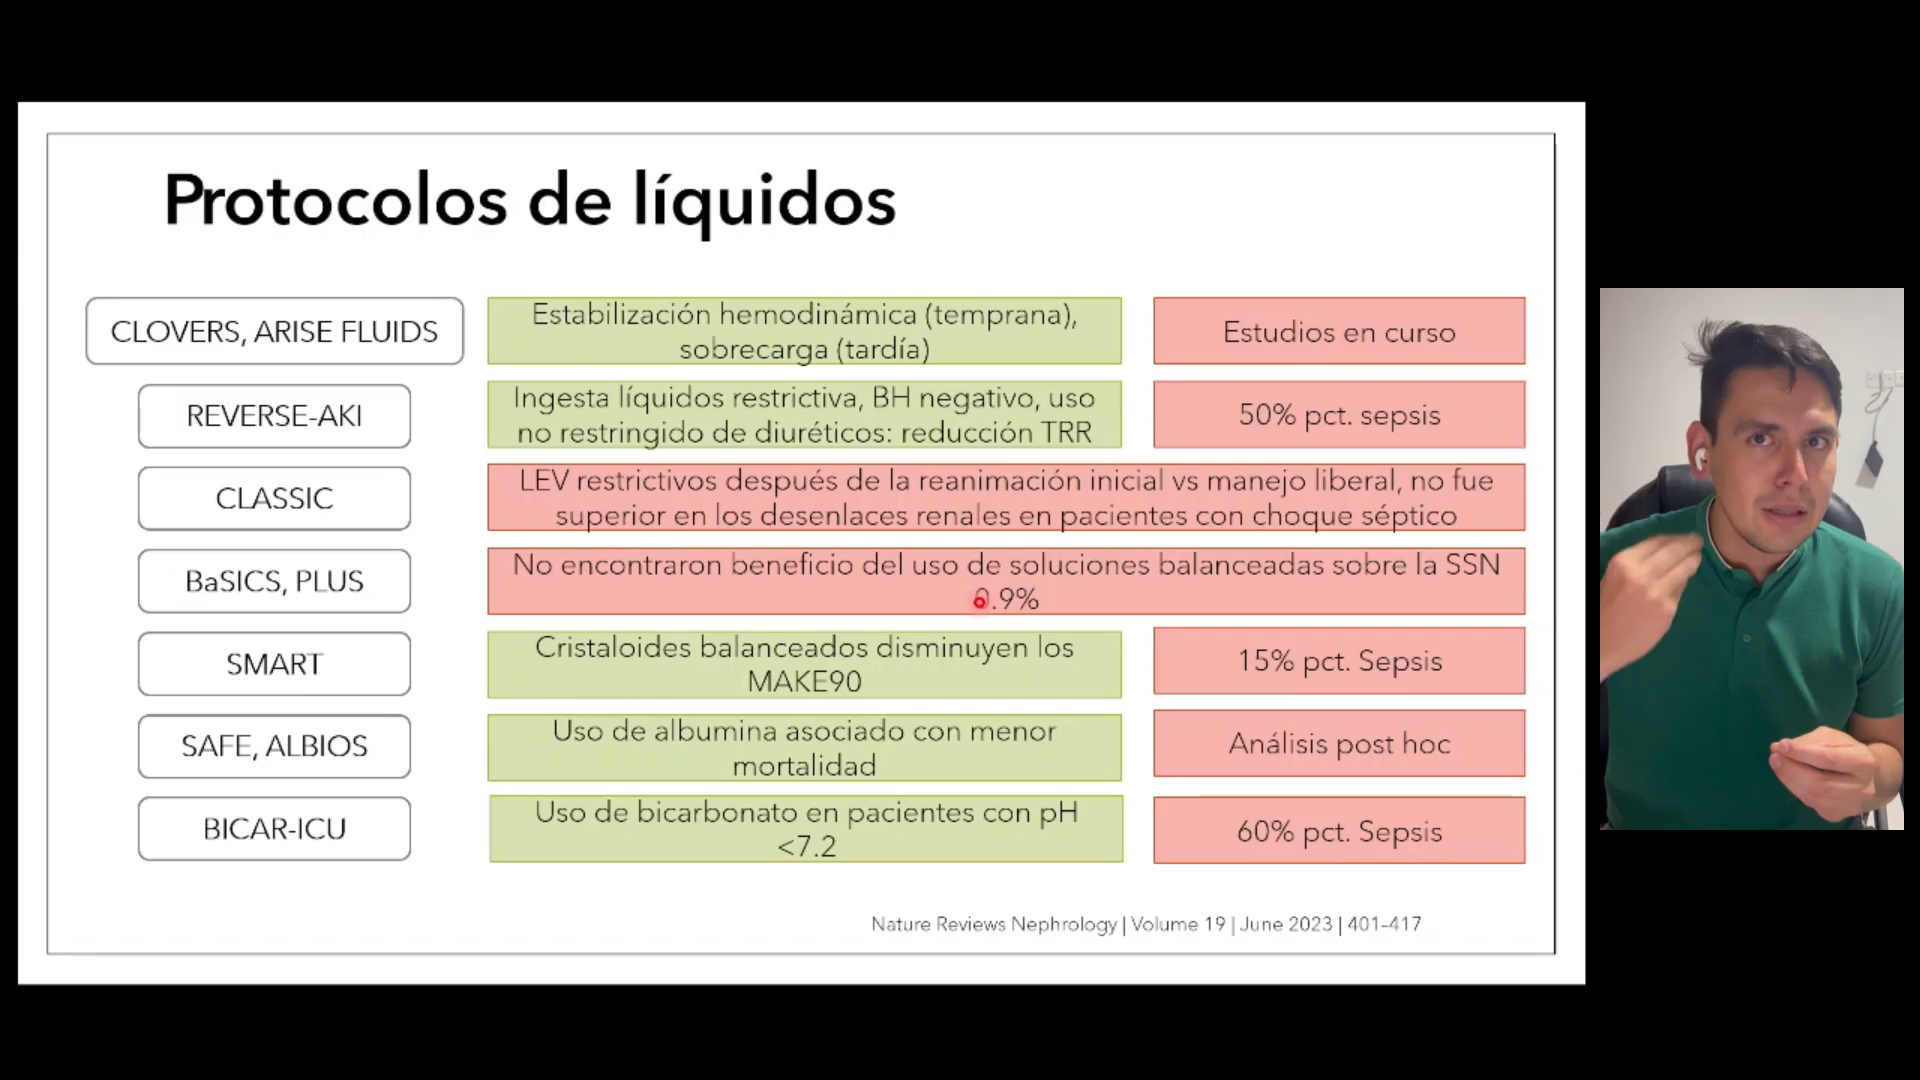 Protocolos de líquidos
CLOVERS, ARISE FLUIDS
Estabilización hemodinámica (temprana),
sobrecarga (tardía)
Estudios en curso
REVERSE-AKI
Ingesta líquidos restrictiva, BH negativo, uso
no restringido de diuréticos: reducción TRR
50% pct. sepsis
CLASSIC
LEV restrictivos después de la reanimación inicial vs manejo liberal, no fue
superior en los desenlaces renales en pacientes con choque séptico
BaSICS, PLUS
No encontraron beneficio del uso de soluciones balanceadas sobre la SSN
0.9%
SMART
Cristaloides balanceados disminuyen los
MAKE90
15% pct. Sepsis
SAFE, ALBIOS
Uso de albumina asociado con menor
mortalidad
Análisis post hoc
BICAR-ICU
Uso de bicarbonato en pacientes con pH
<7.2
60% pct. Sepsis
Nature Reviews Nephrology | Volume 19 | June 2023 | 401–417